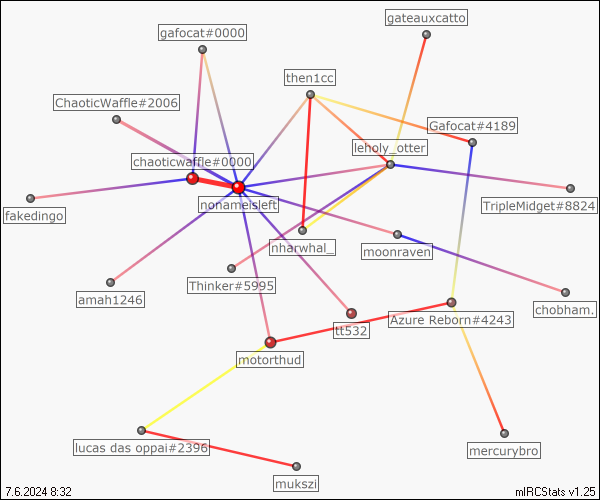 gateauxcatto
gafocat#0000
then1cc
ChaoticWaffle#2006
Gafocat#4189
leholy_otter
chaoticwaffle#0000
nonameisleft
TripleMidget#8824
fakedingo
nharwhal_
moonraven
Thinker#5995
amah1246
chobham.
Azure Reborn#4243
tt532
motorthud
lucas das oppai#2396
mercurybro
mukszi
7.6.2024 8:32
mIRCStats v1.25